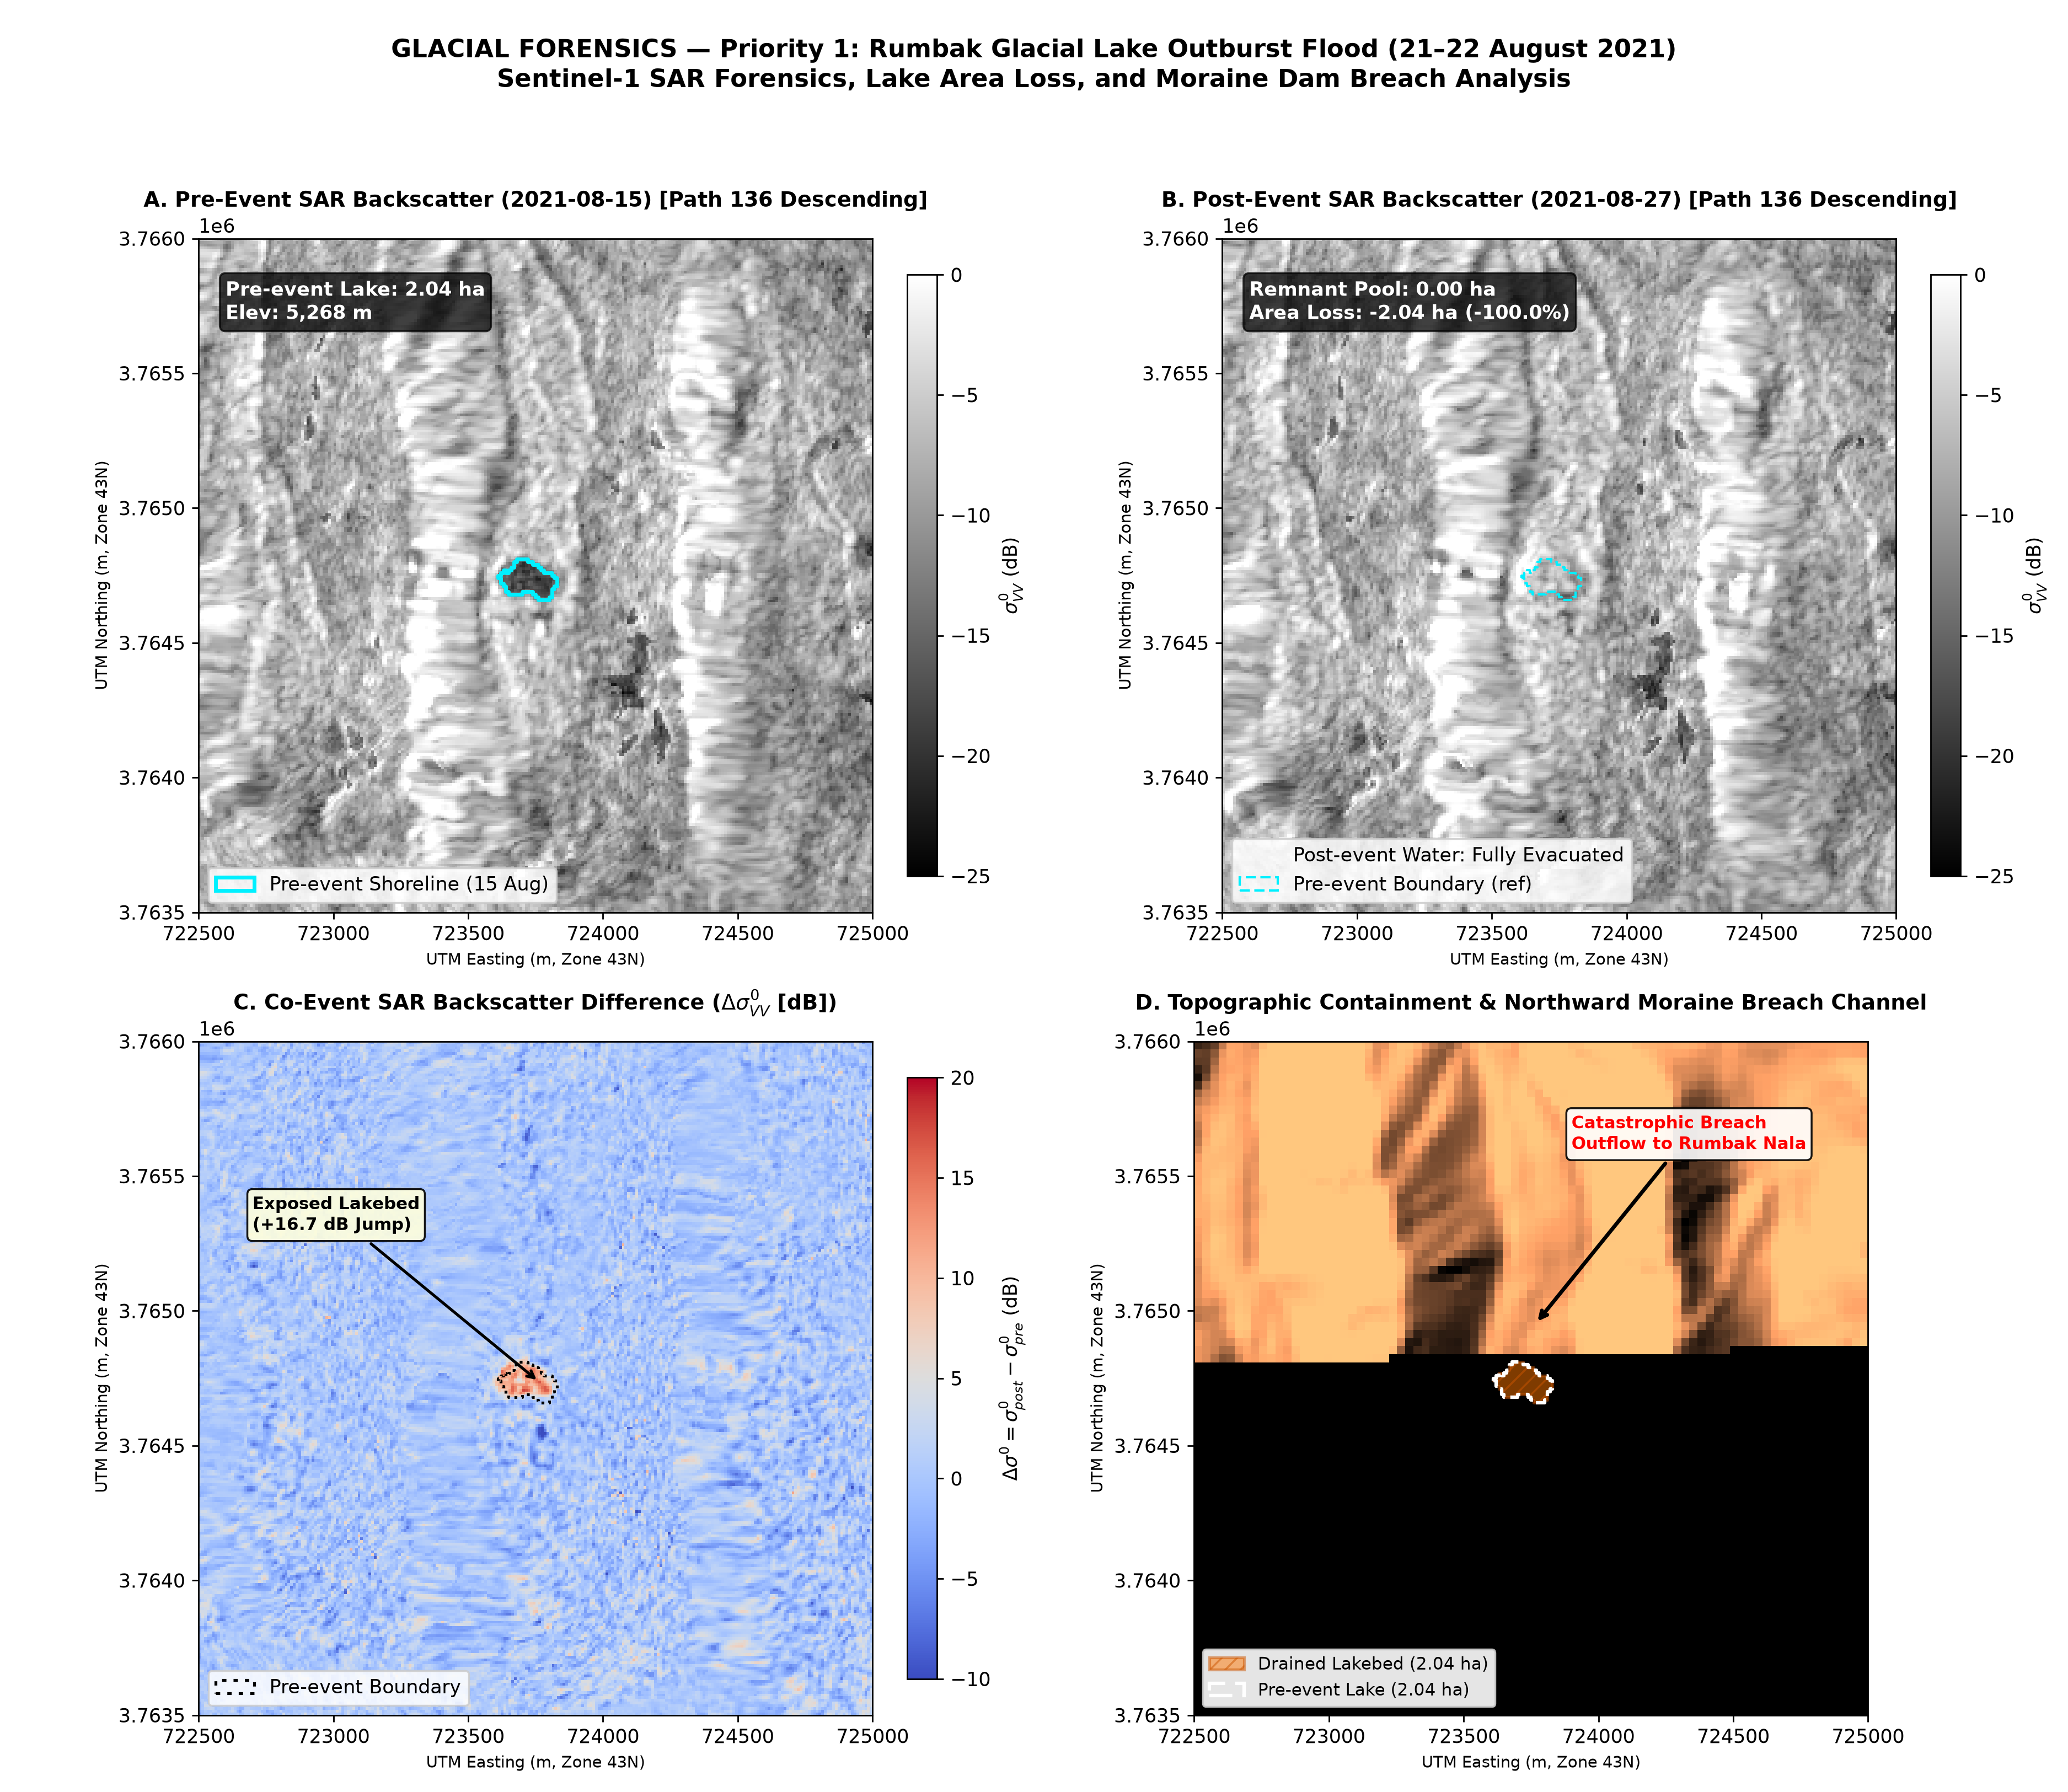 GLACIAL FORENSICS — Priority 1: Rumbak Glacial Lake Outburst Flood (21–22 August 2021)
Sentinel-1 SAR Forensics, Lake Area Loss, and Moraine Dam Breach Analysis
A. Pre-Event SAR Backscatter (2021-08-15) [Path 136 Descending]
1e6
3.7660
3.7655
3.7650
3.7645
3.7640
3.7635
UTM Northing (m, Zone 43N)
Pre-event Lake: 2.04 ha
Elev: 5,268 m
Pre-event Shoreline (15 Aug)
722500 723000 723500 724000 724500 725000
UTM Easting (m, Zone 43N)
0
−5
−10
−15
−20
−25
σ⁰VV (dB)
B. Post-Event SAR Backscatter (2021-08-27) [Path 136 Descending]
1e6
3.7660
3.7655
3.7650
3.7645
3.7640
3.7635
UTM Northing (m, Zone 43N)
Remnant Pool: 0.00 ha
Area Loss: -2.04 ha (-100.0%)
Post-event Water: Fully Evacuated
Pre-event Boundary (ref)
722500 723000 723500 724000 724500 725000
UTM Easting (m, Zone 43N)
0
−5
−10
−15
−20
−25
σ⁰VV (dB)
C. Co-Event SAR Backscatter Difference (Δσ⁰VV [dB])
1e6
3.7660
3.7655
3.7650
3.7645
3.7640
3.7635
UTM Northing (m, Zone 43N)
Exposed Lakebed
(+16.7 dB Jump)
Pre-event Boundary
722500 723000 723500 724000 724500 725000
UTM Easting (m, Zone 43N)
20
15
10
5
0
−5
−10
Δσ⁰ = σ⁰post − σ⁰pre (dB)
D. Topographic Containment & Northward Moraine Breach Channel
1e6
3.7660
3.7655
3.7650
3.7645
3.7640
3.7635
UTM Northing (m, Zone 43N)
Catastrophic Breach
Outflow to Rumbak Nala
Drained Lakebed (2.04 ha)
Pre-event Lake (2.04 ha)
722500 723000 723500 724000 724500 725000
UTM Easting (m, Zone 43N)